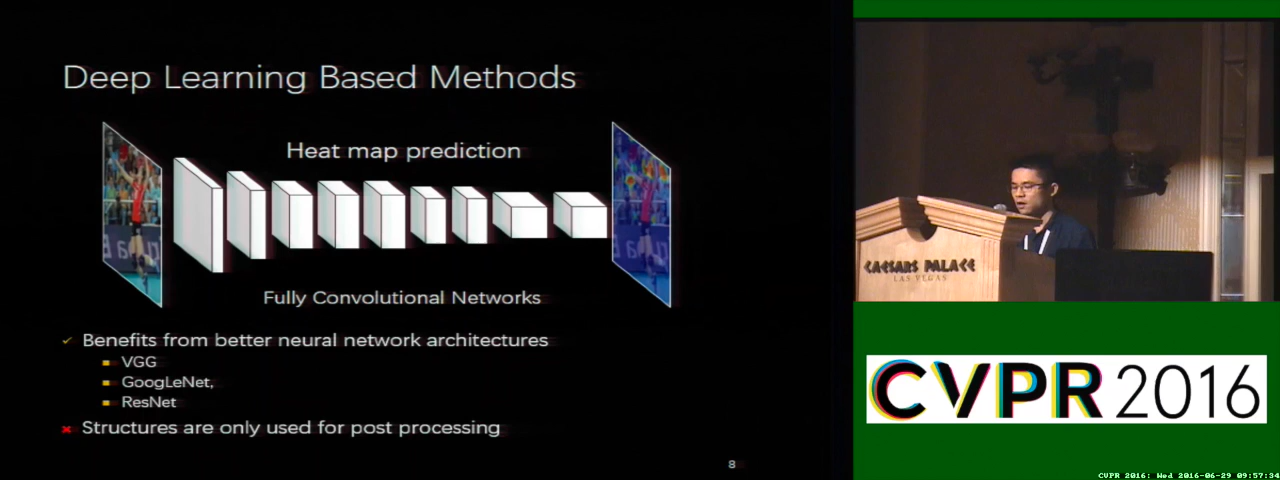 Deep Learning Based Methods
Heat map prediction
Fully Convolutional Networks
Benefits from better neural network architectures
VGG
GoogLeNet,
ResNet
Structures are only used for post processing
8
CAESARS PALACE
LAS VEGAS
CVPR 2016
CVPR 2016: Wed 2016-06-29 09:57:34